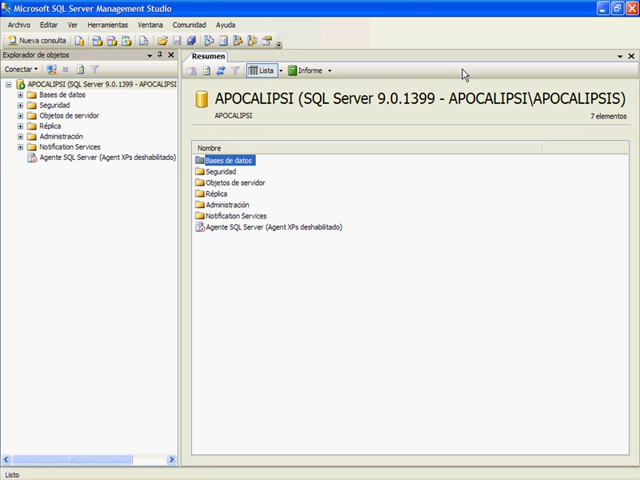 Microsoft SQL Server Management Studio
Archivo Editar Ver Herramientas Ventana Comunidad Ayuda
Nueva consulta
Explorador de objetos
Conectar
APOCALIPSI (SQL Server 9.0.1399 - APOCALIPSI
Bases de datos
Seguridad
Objetos de servidor
Réplica
Administración
Notification Services
Agente SQL Server (Agent XPs deshabilitado)
Resumen
Lista Informe
APOCALIPSI (SQL Server 9.0.1399 - APOCALIPSI\APOCALIPSIS)
APOCALIPSI 7 elementos
Nombre
Bases de datos
Seguridad
Objetos de servidor
Réplica
Administración
Notification Services
Agente SQL Server (Agent XPs deshabilitado)
Listo